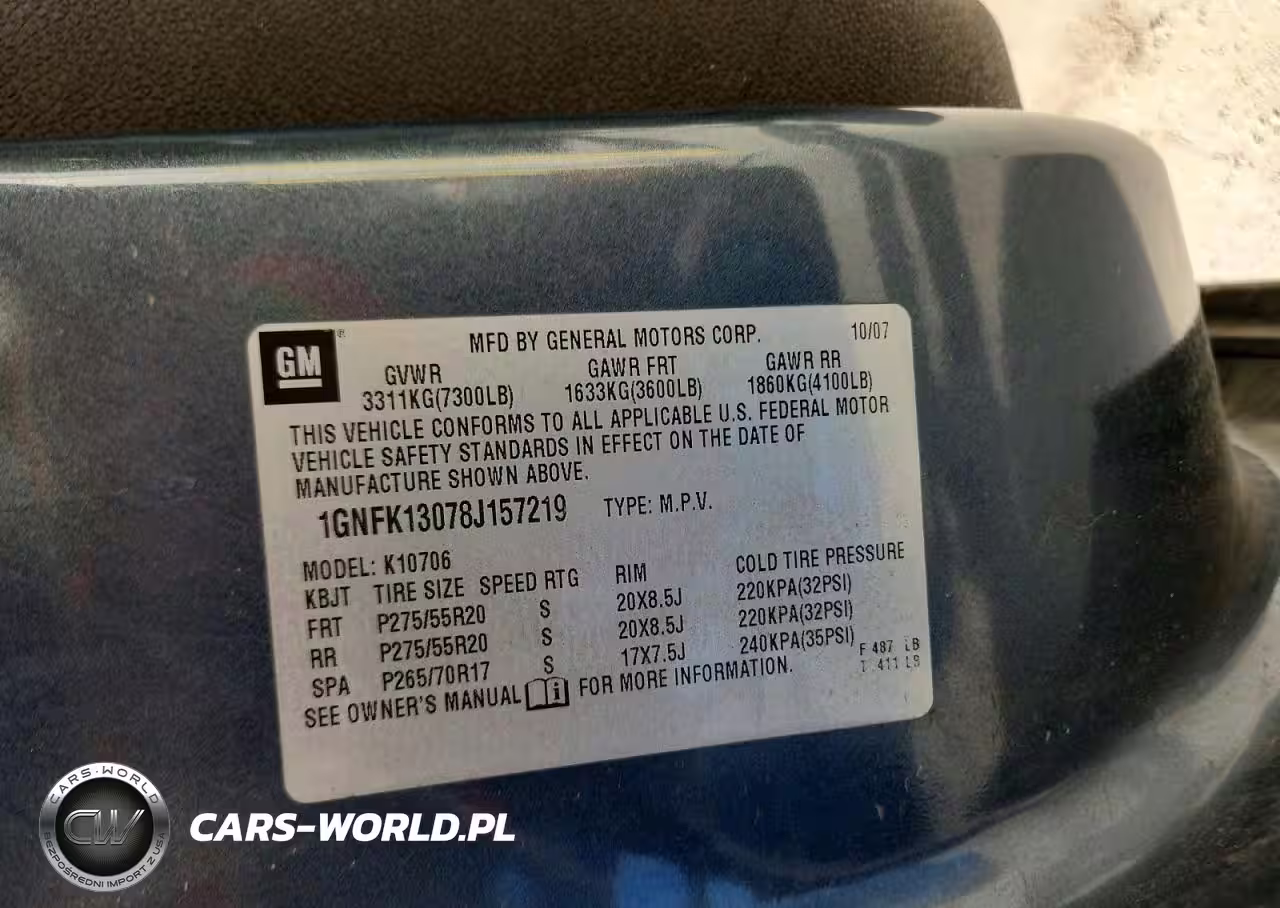 GM
®
MFD BY GENERAL MOTORS CORP. 10/07
GVWR GAWR FRT GAWR RR
3311KG(7300LB) 1633KG(3600LB) 1860KG(4100LB)
THIS VEHICLE CONFORMS TO ALL APPLICABLE U.S. FEDERAL MOTOR
VEHICLE SAFETY STANDARDS IN EFFECT ON THE DATE OF
MANUFACTURE SHOWN ABOVE.
1GNFK13078J157219 TYPE: M.P.V.
MODEL: K10706
KBJT TIRE SIZE SPEED RTG RIM COLD TIRE PRESSURE
FRT P275/55R20 S 20X8.5J 220KPA(32PSI)
RR P275/55R20 S 20X8.5J 220KPA(32PSI)
SPA P265/70R17 S 17X7.5J 240KPA(35PSI)
SEE OWNER'S MANUAL FOR MORE INFORMATION.
F 487 LB
T 411 LB
CARS-WORLD
CW
BEZPOŚREDNI IMPORT Z USA
CARS-WORLD.PL